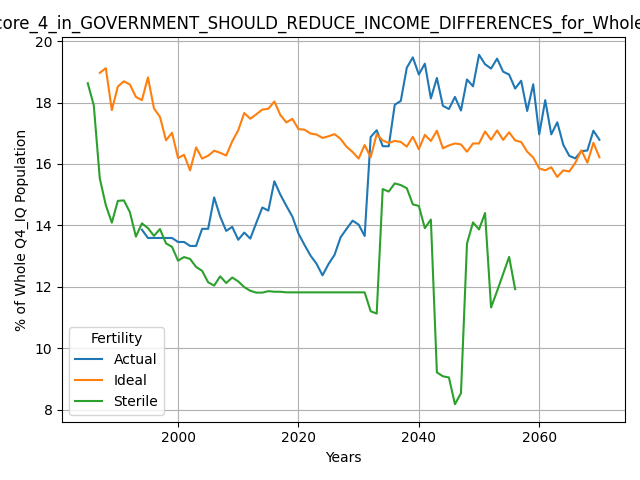 core_4_in_GOVERNMENT_SHOULD_REDUCE_INCOME_DIFFERENCES_for_Whole
20
18
16
14
12
10
8
% of Whole Q4_IQ Population
Fertility
Actual
Ideal
Sterile
2000 2020 2040 2060
Years